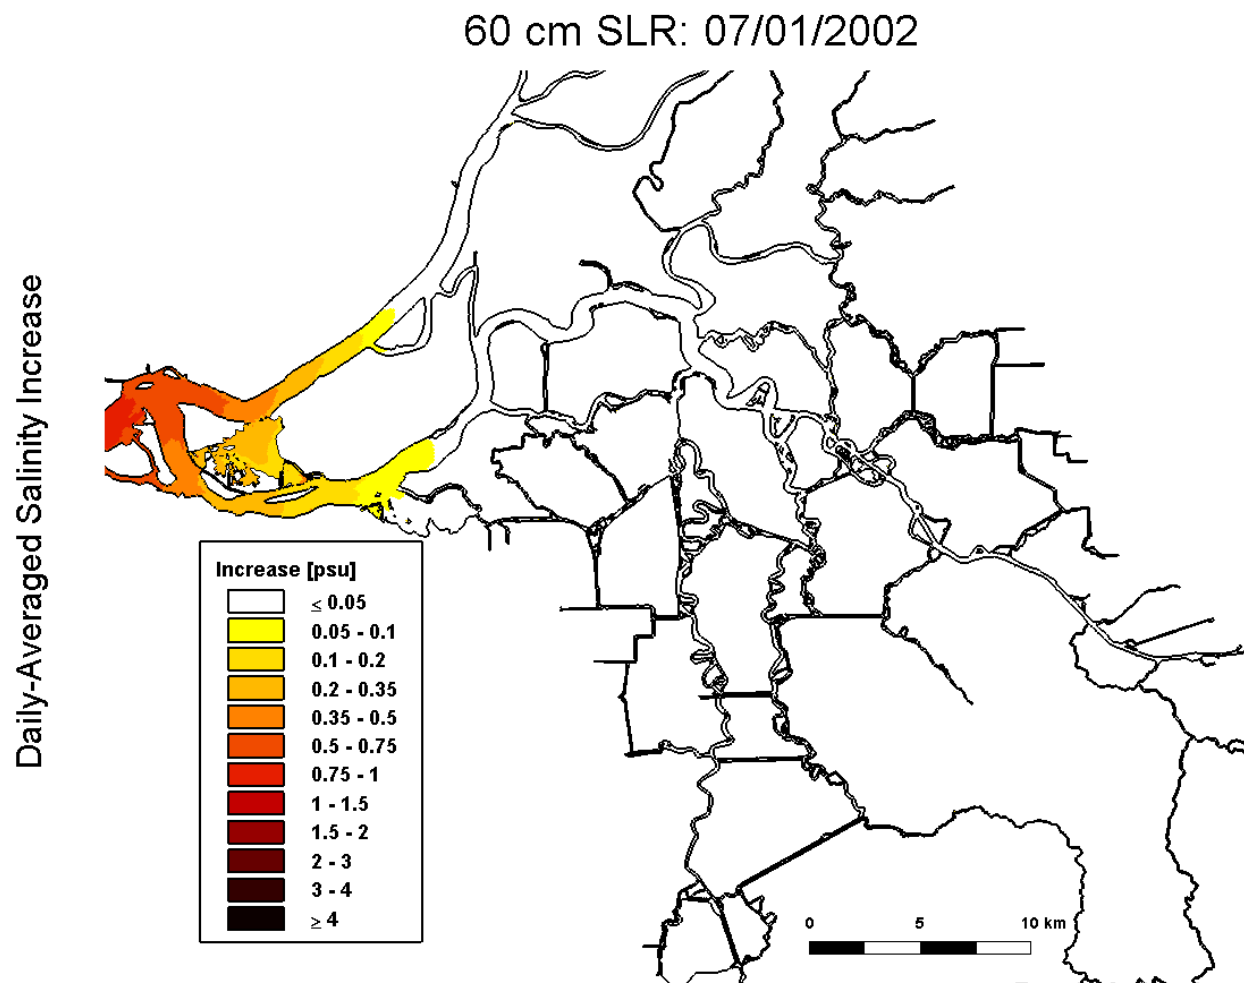 60 cm SLR: 07/01/2002
Daily-Averaged Salinity Increase
Increase [psu]
≤ 0.05
0.05 - 0.1
0.1 - 0.2
0.2 - 0.35
0.35 - 0.5
0.5 - 0.75
0.75 - 1
1 - 1.5
1.5 - 2
2 - 3
3 - 4
≥ 4
0 5 10 km